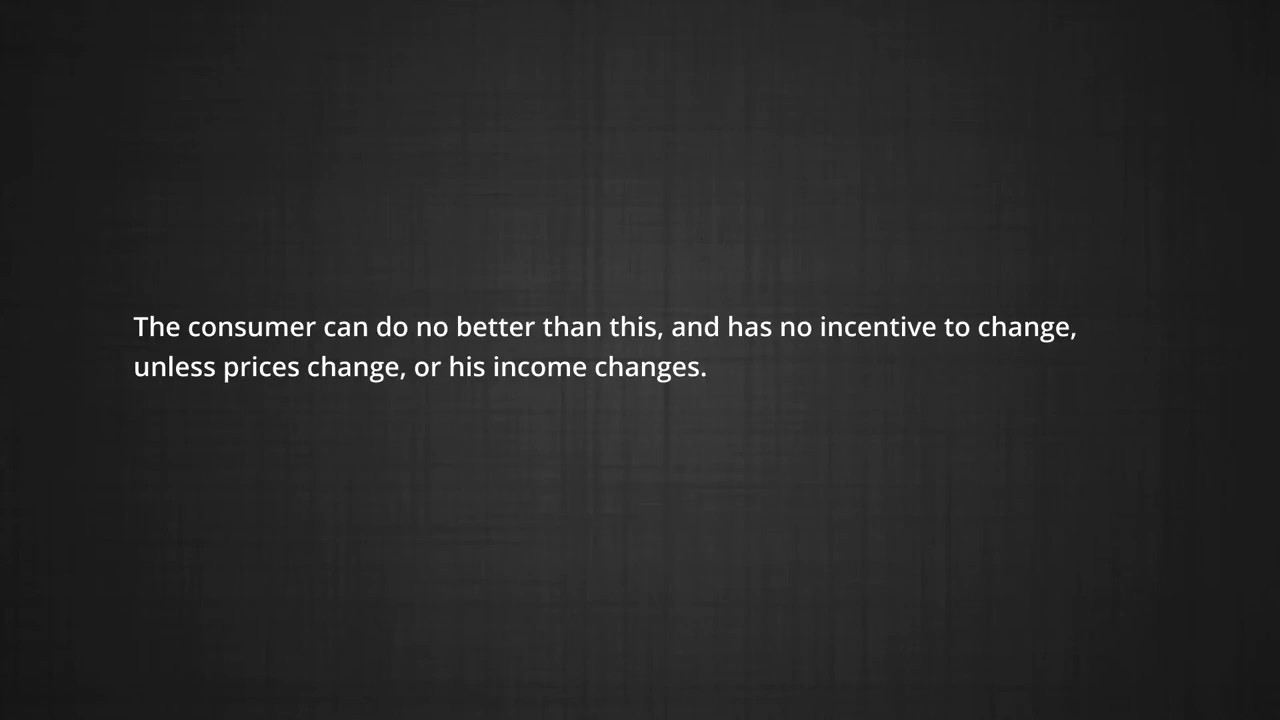 The consumer can do no better than this, and has no incentive to change,
unless prices change, or his income changes.